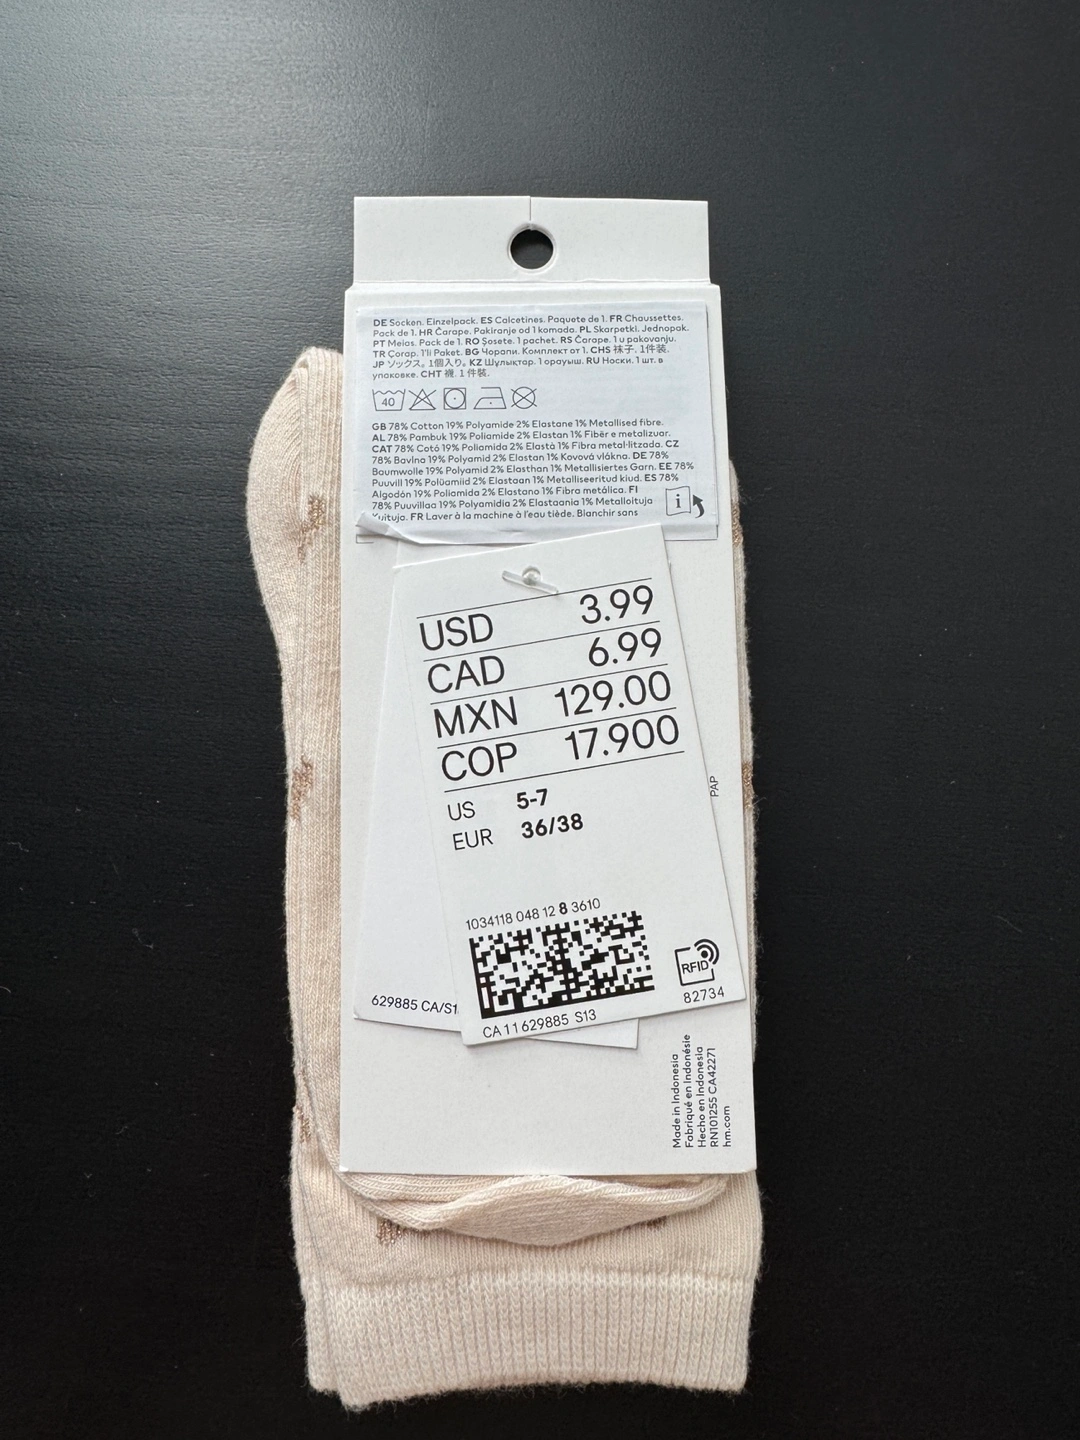 DE Socken. Einzelpack. ES Calcetines. Paquete de 1. FR Chaussettes.
Pack de 1. HR Čarape. Pakiranje od 1 komada. PL Skarpetki. Jednopak.
PT Meias. Pack de 1. RO Șosete. 1 pachet. RS Čarape. 1 u pakovanju.
TR Çorap. 1'li Paket. BG Чорапи. Комплект от 1. CHS 袜子. 1件装.
JP ソックス。1個入り。KZ Шұлықтар. 1 орауыш. RU Носки. 1 шт. в
упаковке. CHT 襪. 1 件裝.
40
GB 78% Cotton 19% Polyamide 2% Elastane 1% Metallised fibre.
AL 78% Pambuk 19% Poliamide 2% Elastan 1% Fibër e metalizuar.
CAT 78% Cotó 19% Poliamida 2% Elastà 1% Fibra metal·litzada. CZ
78% Bavlna 19% Polyamid 2% Elastan 1% Kovová vlákna. DE 78%
Baumwolle 19% Polyamid 2% Elasthan 1% Metallisiertes Garn. EE 78%
Puuvill 19% Polüamiid 2% Elastaan 1% Metalliseeritud kiud. ES 78%
Algodón 19% Poliamida 2% Elastano 1% Fibra metálica. FI
78% Puuvillaa 19% Polyamidia 2% Elastaania 1% Metalloituja
Kuituja. FR Laver à la machine à l'eau tiède. Blanchir sans
i
USD 3.99
CAD 6.99
MXN 129.00
COP 17.900
US 5-7
EUR 36/38
1034118 048 12 8 3610
RFID
82734
CA 11 629885 S13
629885 CA/S1
PAP
Made in Indonesia
Fabriqué en Indonésie
Hecho en Indonesia
RN101255 CA42271
hm.com